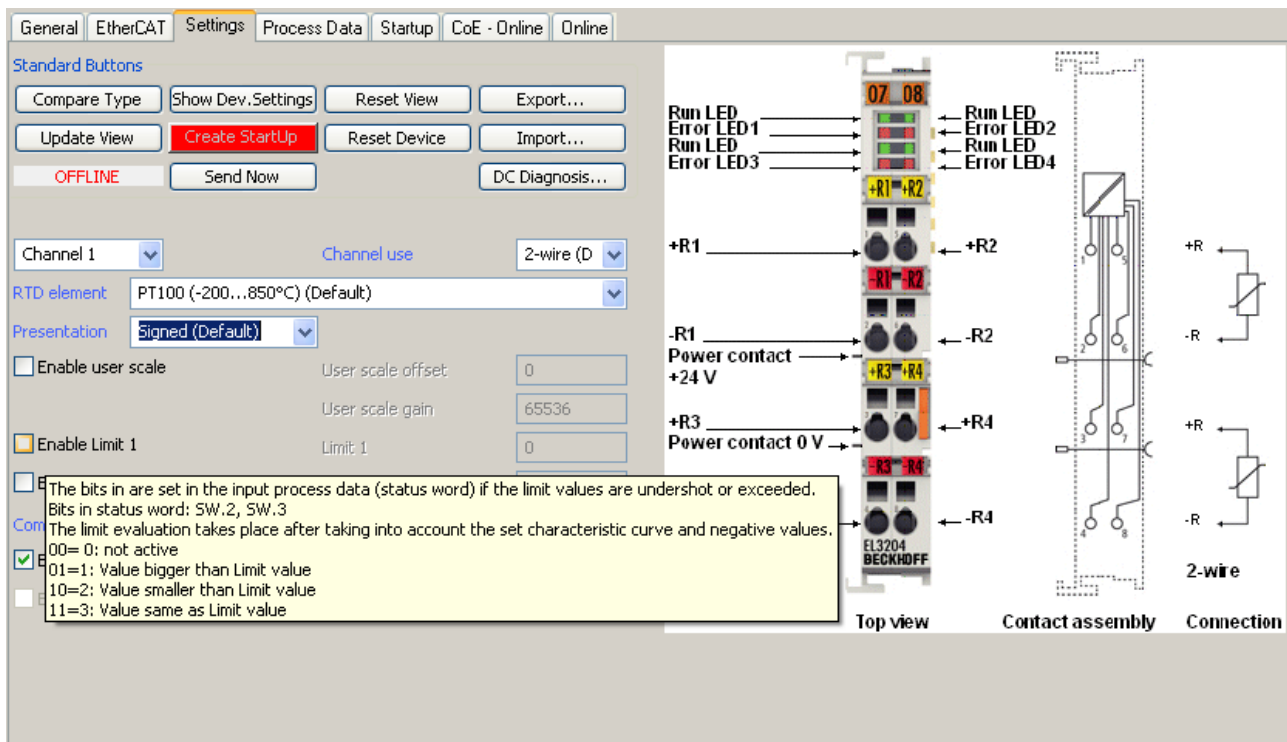 General EtherCAT Settings Process Data Startup CoE - Online Online
Standard Buttons
Compare Type Show Dev.Settings Reset View Export...
Update View Create StartUp Reset Device Import...
OFFLINE Send Now DC Diagnosis...
Channel 1 Channel use 2-wire (D
RTD element PT100 (-200...850°C) (Default)
Presentation Signed (Default)
Enable user scale User scale offset 0
User scale gain 65536
Enable Limit 1 Limit 1 0
The bits in are set in the input process data (status word) if the limit values are undershot or exceeded.
Bits in status word: SW.2, SW.3
The limit evaluation takes place after taking into account the set characteristic curve and negative values.
00= 0: not active
01=1: Value bigger than Limit value
10=2: Value smaller than Limit value
11=3: Value same as Limit value
07 08
Run LED Run LED
Error LED1 Error LED2
Run LED Run LED
Error LED3 Error LED4
+R1 +R2
+R1 +R2
-R1 -R2
-R1 -R2
Power contact
+24 V
+R3 +R4
+R3 +R4
Power contact 0 V
-R3 -R4
-R4
EL3204
BECKHOFF
Top view
1 5
2 6
3 7
4 8
Contact assembly
+R
-R
+R
-R
2-wire
Connection